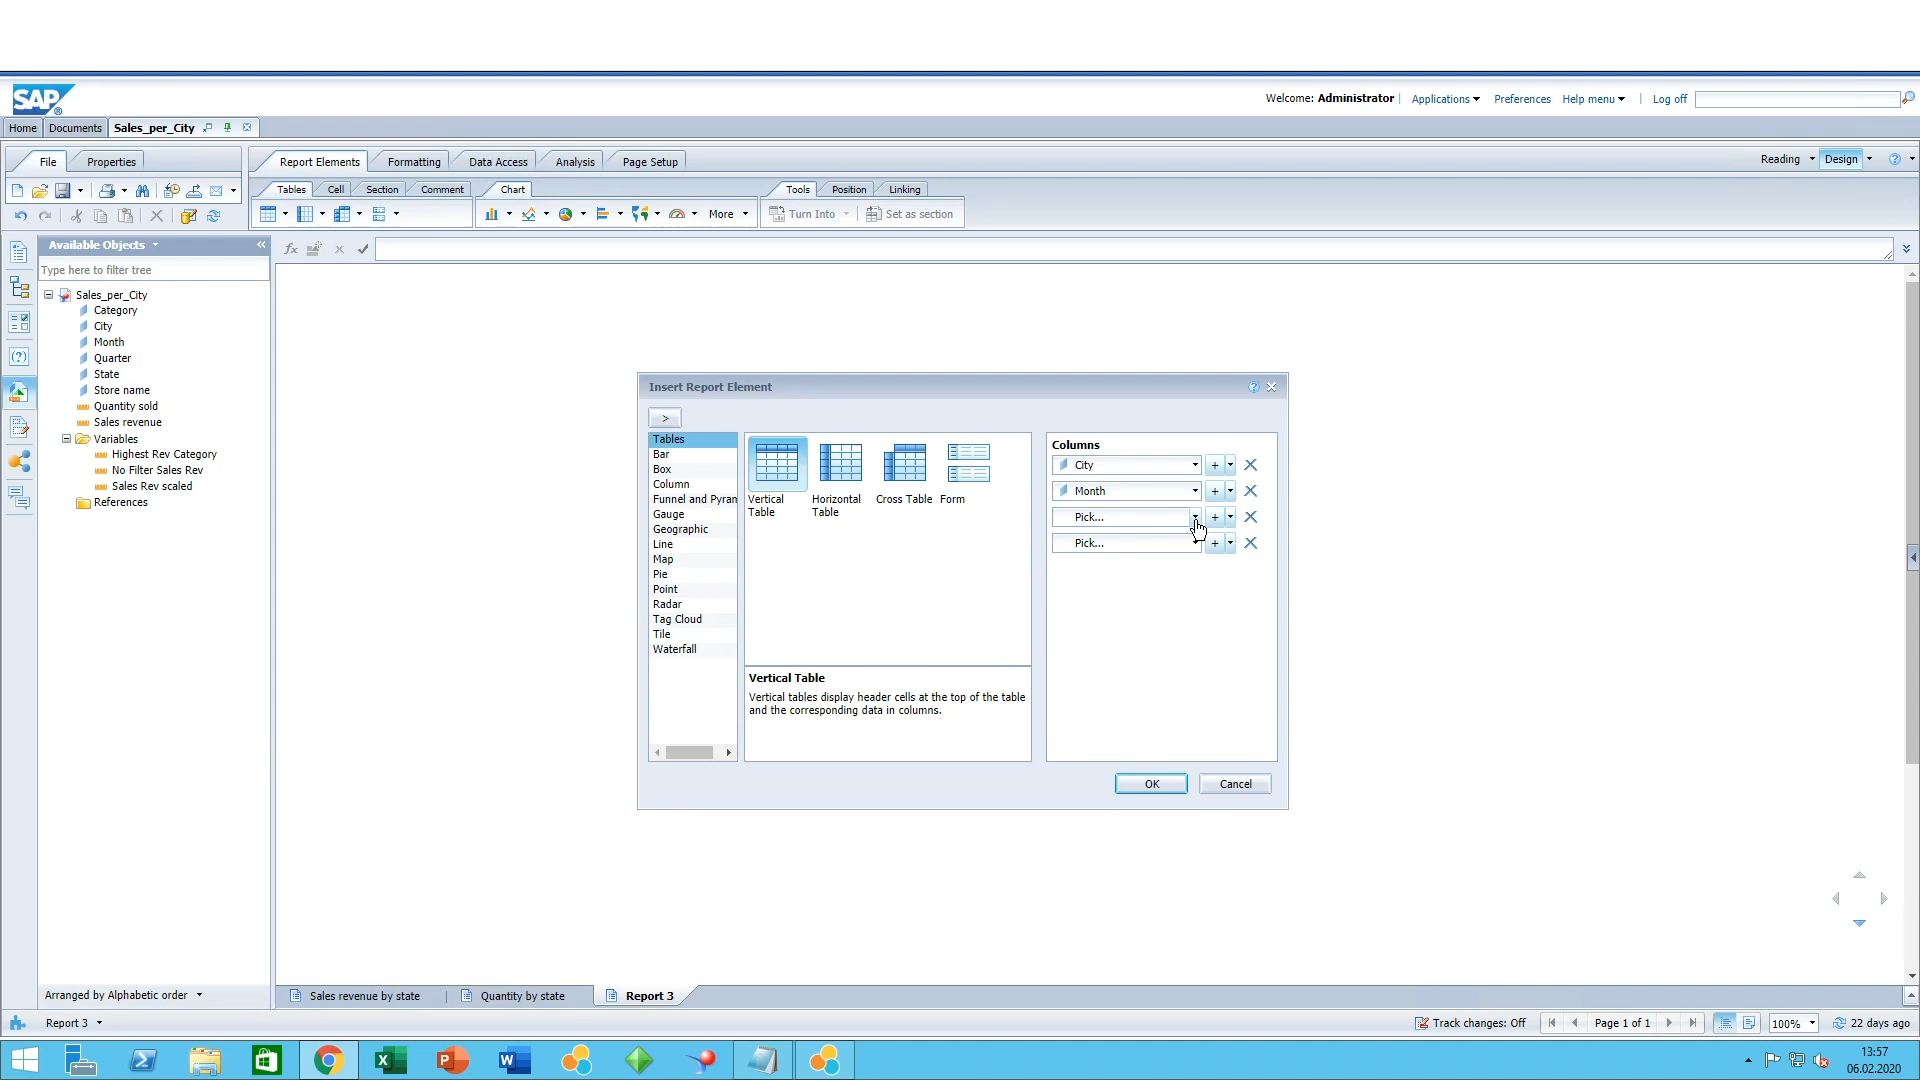 SAP ®
Welcome: Administrator | Applications Preferences Help menu | Log off
Home Documents Sales_per_City
File Properties Report Elements Formatting Data Access Analysis Page Setup Reading Design
Tables Cell Section Comment Chart Tools Position Linking
More Turn Into Set as section
Available Objects
Type here to filter tree
Sales_per_City
Category
City
Month
Quarter
State
Store name
Quantity sold
Sales revenue
Variables
Highest Rev Category
No Filter Sales Rev
Sales Rev scaled
References
Insert Report Element
>
Tables
Bar
Box
Column
Funnel and Pyran
Gauge
Geographic
Line
Map
Pie
Point
Radar
Tag Cloud
Tile
Waterfall
Vertical Table
Horizontal Table
Cross Table
Form
Vertical Table
Vertical tables display header cells at the top of the table
and the corresponding data in columns.
Columns
City
Month
Pick...
Pick...
OK Cancel
Arranged by Alphabetic order
Sales revenue by state | Quantity by state Report 3
Report 3 Track changes: Off Page 1 of 1 100% 22 days ago
13:57
06.02.2020